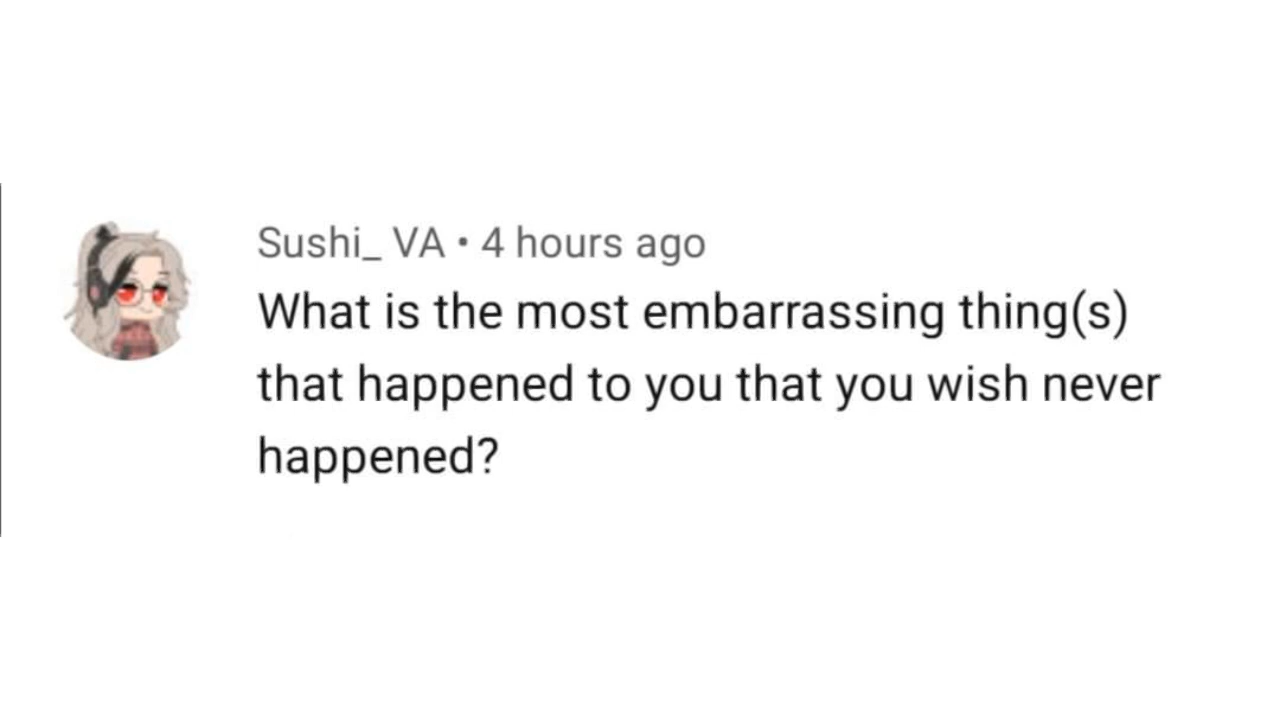 Sushi_ VA • 4 hours ago
What is the most embarrassing thing(s)
that happened to you that you wish never
happened?